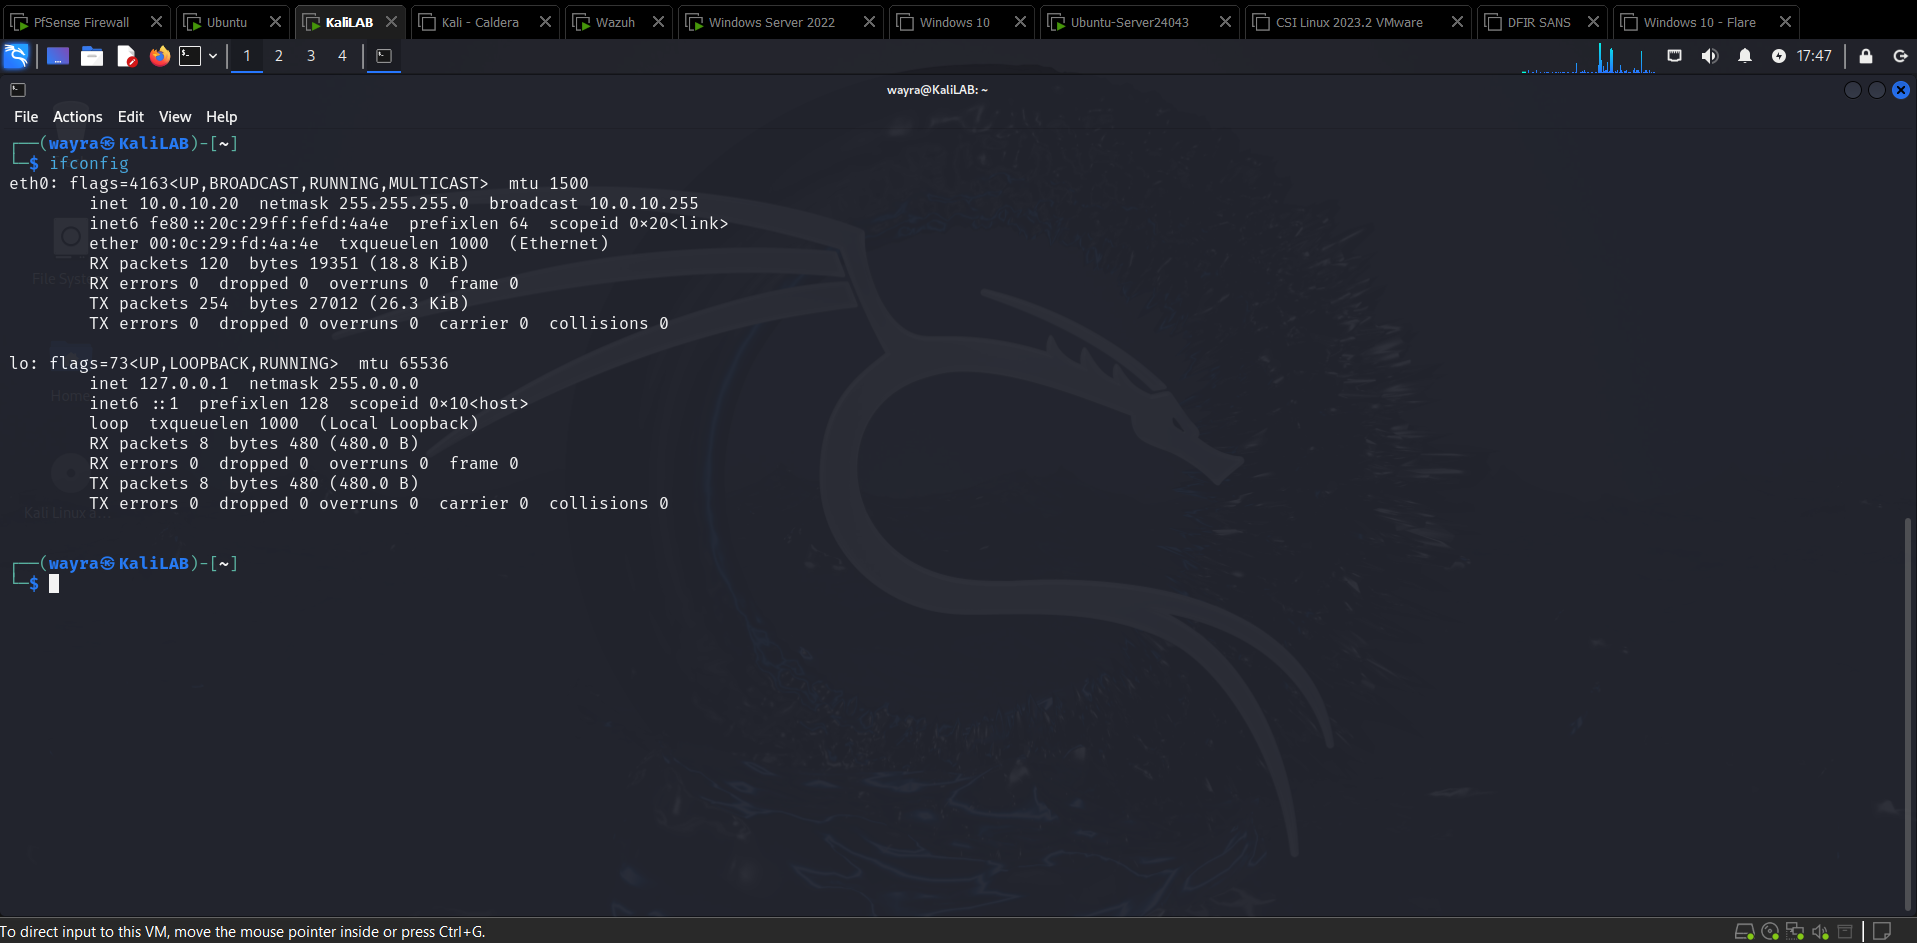 PfSense Firewall Ubuntu KaliLAB Kali - Caldera Wazuh Windows Server 2022 Windows 10 Ubuntu-Server24043 CSI Linux 2023.2 VMware DFIR SANS Windows 10 - Flare
1 2 3 4 17:47
wayra@KaliLAB: ~
File Actions Edit View Help
┌──(wayra㉿KaliLAB)-[~]
└─$ ifconfig
eth0: flags=4163<UP,BROADCAST,RUNNING,MULTICAST>  mtu 1500
        inet 10.0.10.20  netmask 255.255.255.0  broadcast 10.0.10.255
        inet6 fe80::20c:29ff:fefd:4a4e  prefixlen 64  scopeid 0×20<link>
        ether 00:0c:29:fd:4a:4e  txqueuelen 1000  (Ethernet)
        RX packets 120  bytes 19351 (18.8 KiB)
        RX errors 0  dropped 0  overruns 0  frame 0
        TX packets 254  bytes 27012 (26.3 KiB)
        TX errors 0  dropped 0 overruns 0  carrier 0  collisions 0
lo: flags=73<UP,LOOPBACK,RUNNING>  mtu 65536
        inet 127.0.0.1  netmask 255.0.0.0
        inet6 ::1  prefixlen 128  scopeid 0×10<host>
        loop  txqueuelen 1000  (Local Loopback)
        RX packets 8  bytes 480 (480.0 B)
        RX errors 0  dropped 0  overruns 0  frame 0
        TX packets 8  bytes 480 (480.0 B)
        TX errors 0  dropped 0 overruns 0  carrier 0  collisions 0
┌──(wayra㉿KaliLAB)-[~]
└─$
File Syst
Home
Kali Linux a...
To direct input to this VM, move the mouse pointer inside or press Ctrl+G.